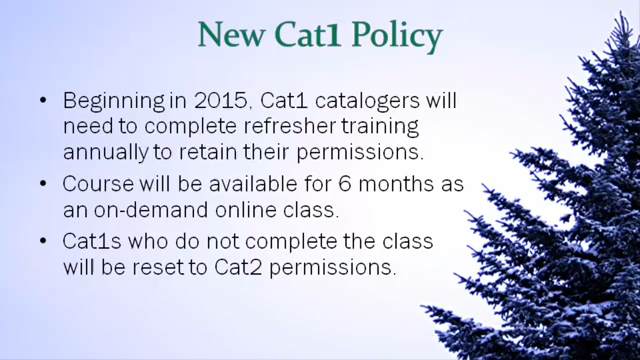 New Cat1 Policy
• Beginning in 2015, Cat1 catalogers will
need to complete refresher training
annually to retain their permissions.
• Course will be available for 6 months as
an on-demand online class.
• Cat1s who do not complete the class
will be reset to Cat2 permissions.